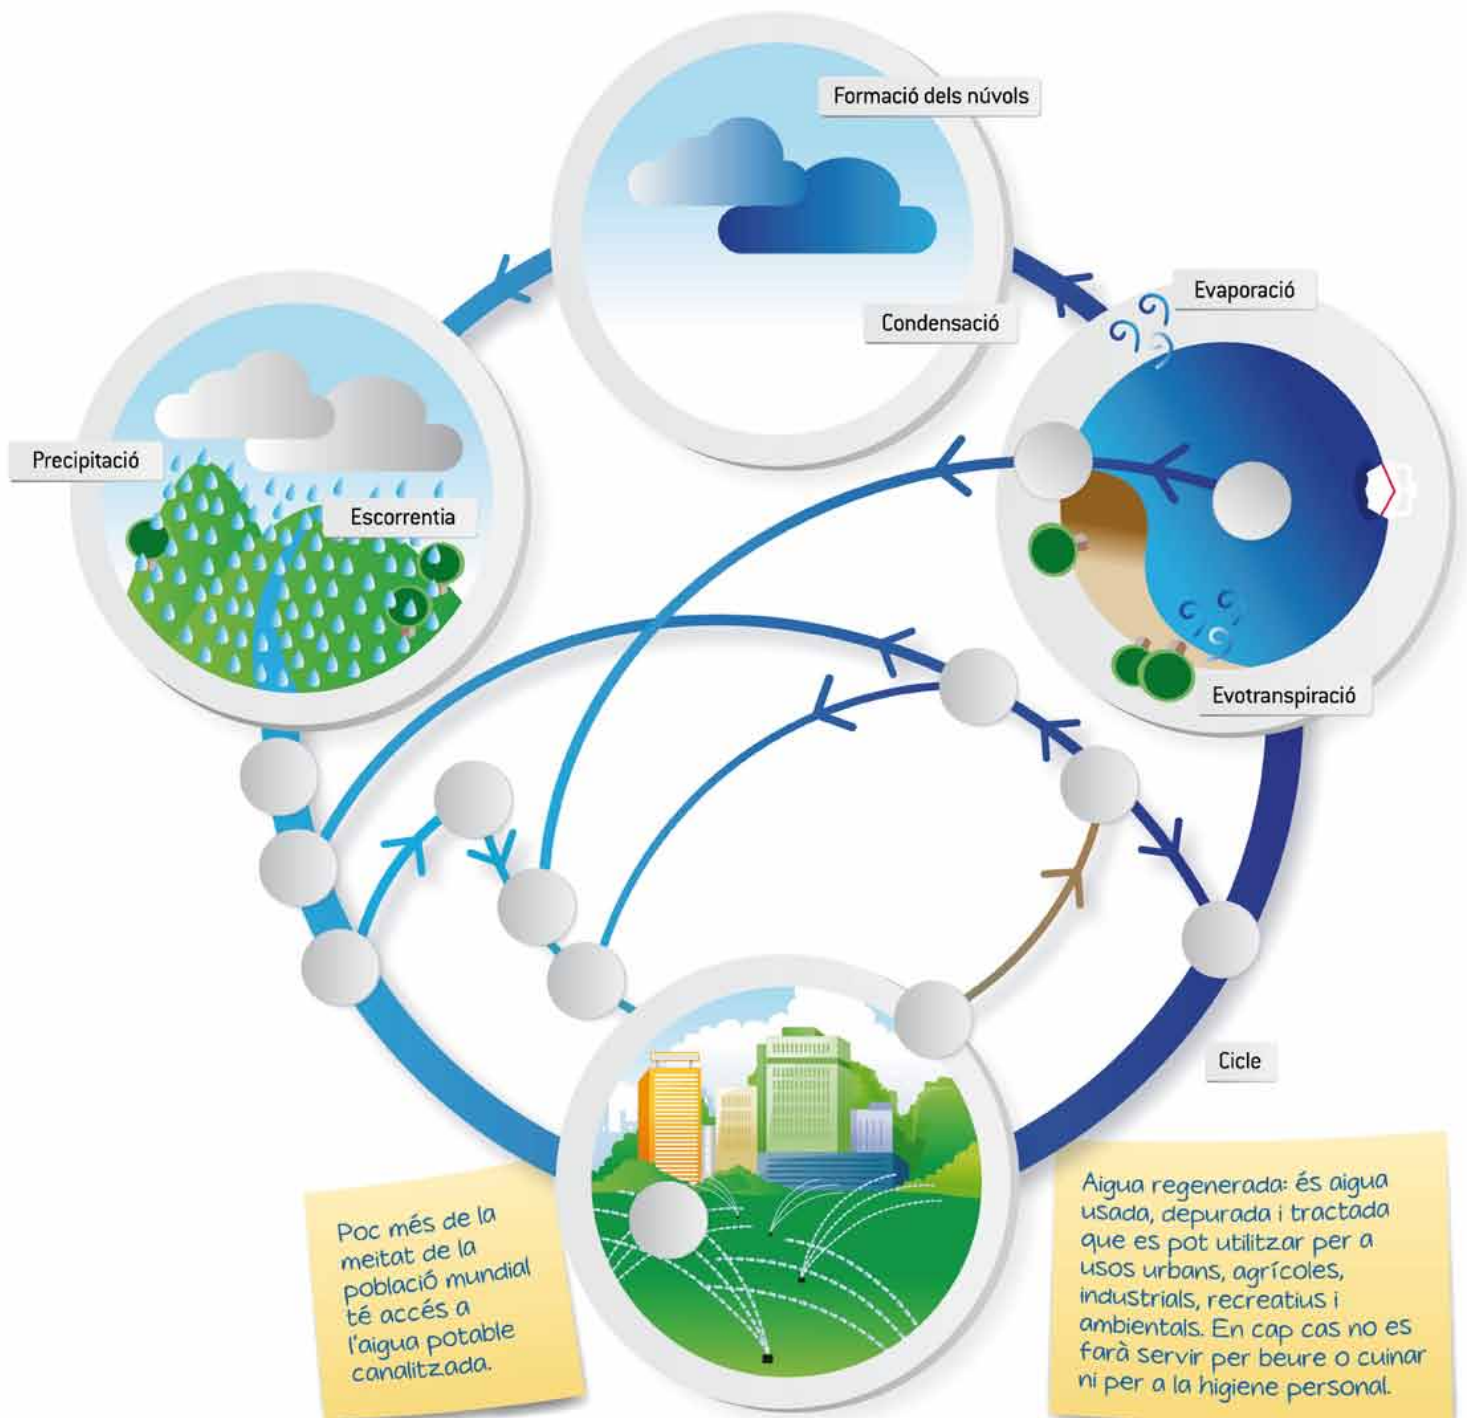 Formació dels núvols
Condensació
Evaporació
Precipitació
Escorrentia
Evotranspiració
Cicle
Poc més de la
meitat de la
població mundial
té accés a
l'aigua potable
canalitzada.
Aigua regenerada: és aigua
usada, depurada i tractada
que es pot utilitzar per a
usos urbans, agrícoles,
industrials, recreatius i
ambientals. En cap cas no es
farà servir per beure o cuinar
ni per a la higiene personal.